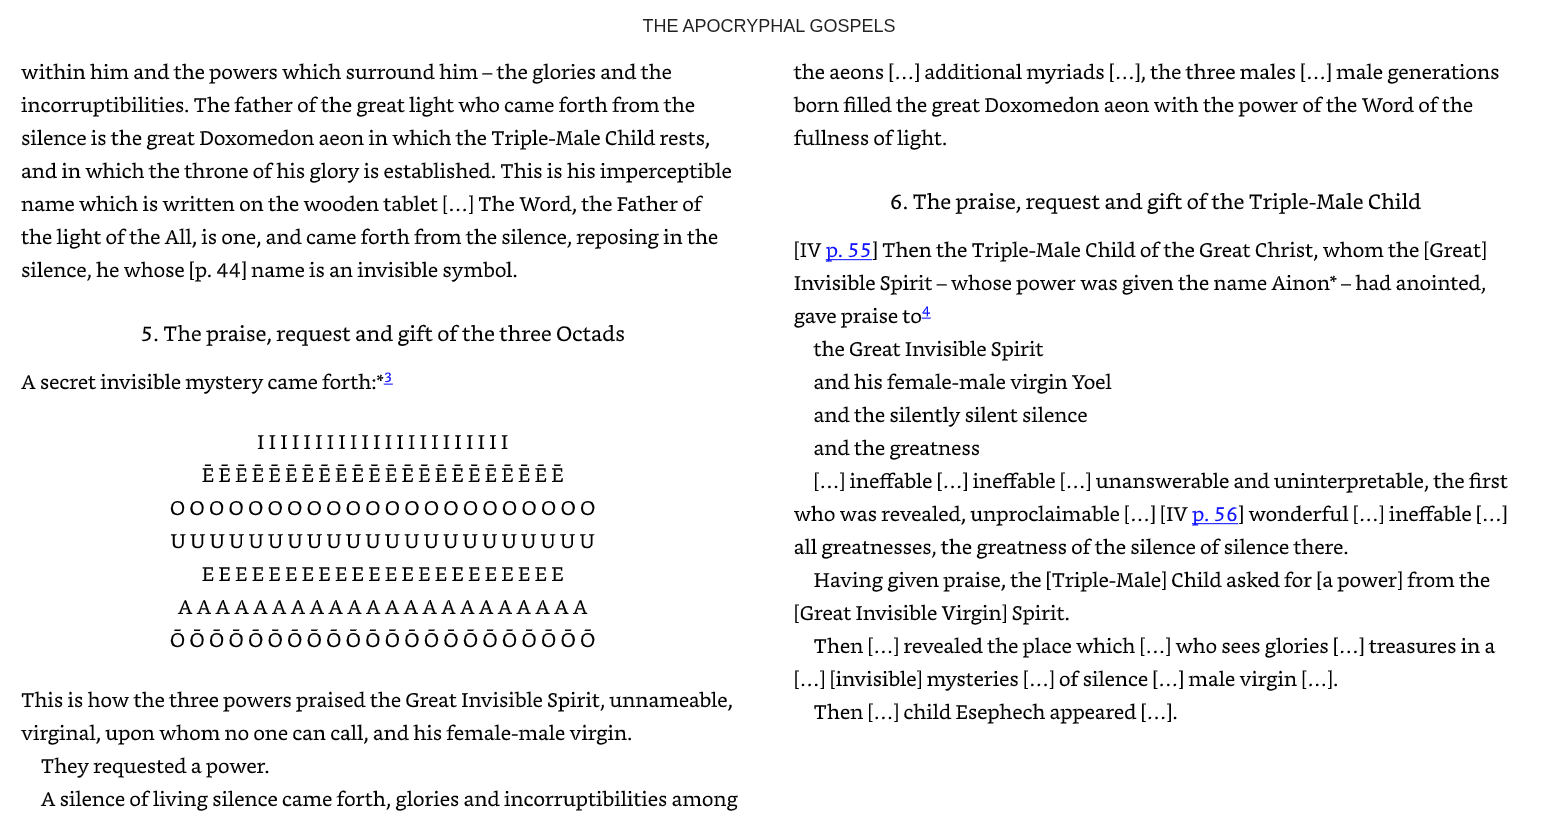 THE APOCRYPHAL GOSPELS
within him and the powers which surround him – the glories and the
incorruptibilities. The father of the great light who came forth from the
silence is the great Doxomedon aeon in which the Triple-Male Child rests,
and in which the throne of his glory is established. This is his imperceptible
name which is written on the wooden tablet […] The Word, the Father of
the light of the All, is one, and came forth from the silence, reposing in the
silence, he whose [p. 44] name is an invisible symbol.
5. The praise, request and gift of the three Octads
A secret invisible mystery came forth:*3
I I I I I I I I I I I I I I I I I I I I I I
Ē Ē Ē Ē Ē Ē Ē Ē Ē Ē Ē Ē Ē Ē Ē Ē Ē Ē Ē Ē Ē Ē
O O O O O O O O O O O O O O O O O O O O O O
U U U U U U U U U U U U U U U U U U U U U U
E E E E E E E E E E E E E E E E E E E E E E
A A A A A A A A A A A A A A A A A A A A A A
Ō Ō Ō Ō Ō Ō Ō Ō Ō Ō Ō Ō Ō Ō Ō Ō Ō Ō Ō Ō Ō Ō
This is how the three powers praised the Great Invisible Spirit, unnameable,
virginal, upon whom no one can call, and his female-male virgin.
They requested a power.
A silence of living silence came forth, glories and incorruptibilities among
the aeons […] additional myriads […], the three males […] male generations
born filled the great Doxomedon aeon with the power of the Word of the
fullness of light.
6. The praise, request and gift of the Triple-Male Child
[IV p. 55] Then the Triple-Male Child of the Great Christ, whom the [Great]
Invisible Spirit – whose power was given the name Ainon* – had anointed,
gave praise to4
the Great Invisible Spirit
and his female-male virgin Yoel
and the silently silent silence
and the greatness
[…] ineffable […] ineffable […] unanswerable and uninterpretable, the first
who was revealed, unproclaimable […] [IV p. 56] wonderful […] ineffable […]
all greatnesses, the greatness of the silence of silence there.
Having given praise, the [Triple-Male] Child asked for [a power] from the
[Great Invisible Virgin] Spirit.
Then […] revealed the place which […] who sees glories […] treasures in a
[…] [invisible] mysteries […] of silence […] male virgin […].
Then […] child Esephech appeared […].